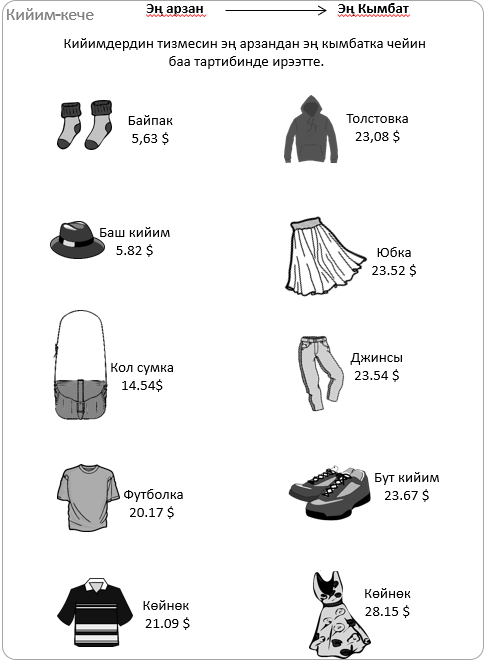 Кийим-кече
Эң арзан
Эң Кымбат
Кийимдердин тизмесин эң арзандан эң кымбатка чейин
баа тартибинде ирээтте.
Байпак
5,63 $
Баш кийим
5.82 $
Кол сумка
14.54$
Футболка
20.17 $
Көйнөк
21.09 $
Толстовка
23,08 $
Юбка
23.52 $
Джинсы
23.54 $
Бут кийим
23.67 $
Көйнөк
28.15 $